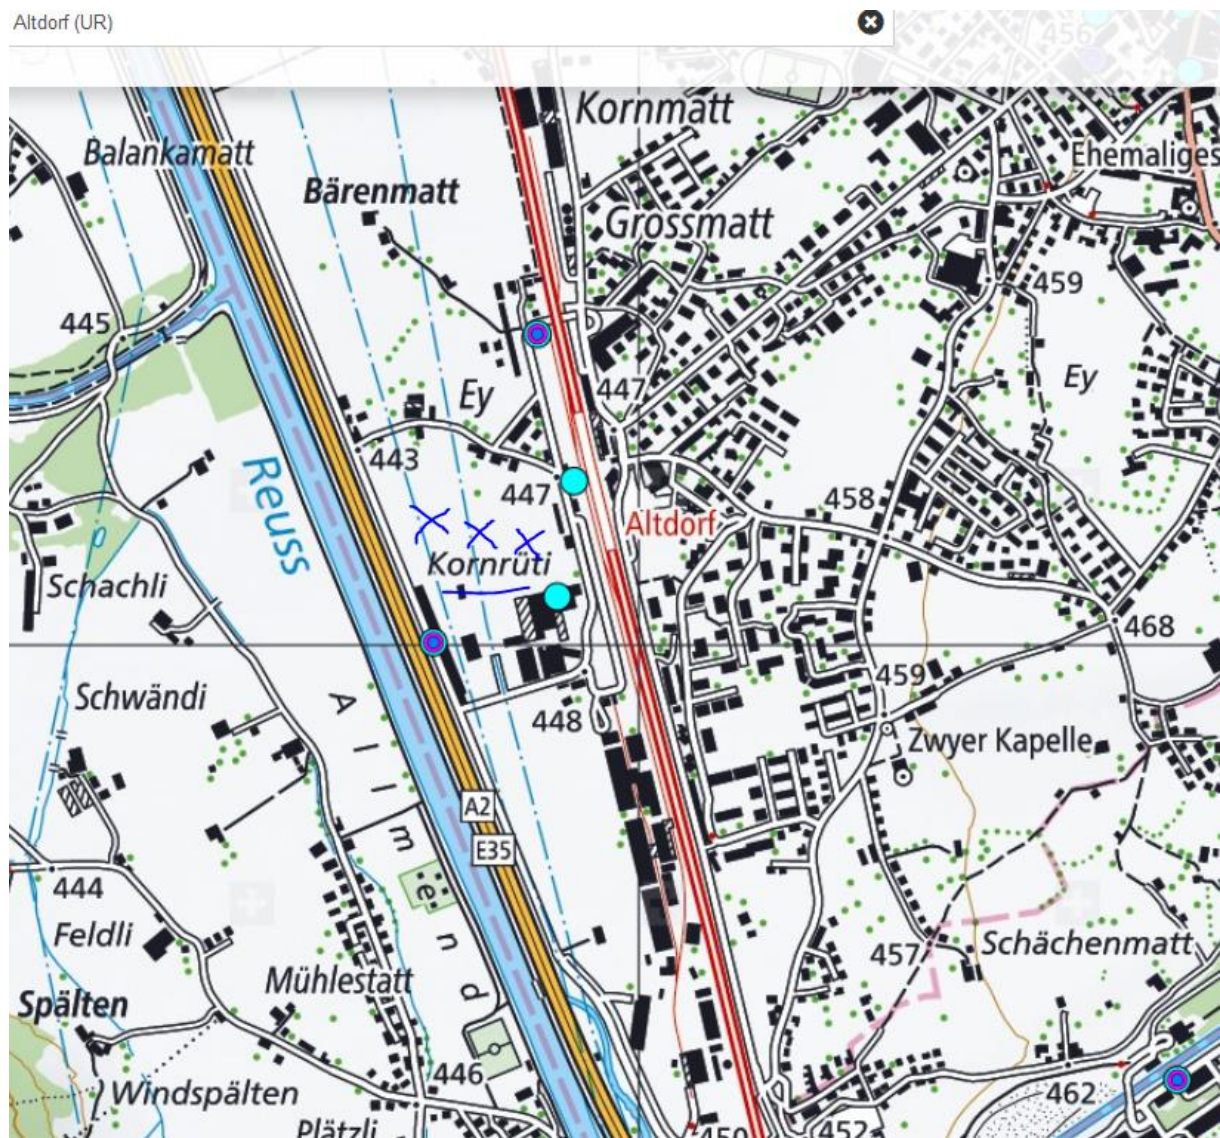 Altdorf (UR)
456
Kornmatt
Balankamatt
Ehemaliges
Bärenmatt
Grossmatt
459
445
Ey
Ey
447
443
Reuss
447
458
Altdorf
Kornrüti
Schachli
468
459
Schwändi
448
Zwyer Kapelle
Allmend
A2
E35
444
Feldli
457
Schächenmatt
Mühlestatt
Spälten
446
462
Windspälten
Plätzli
450
452